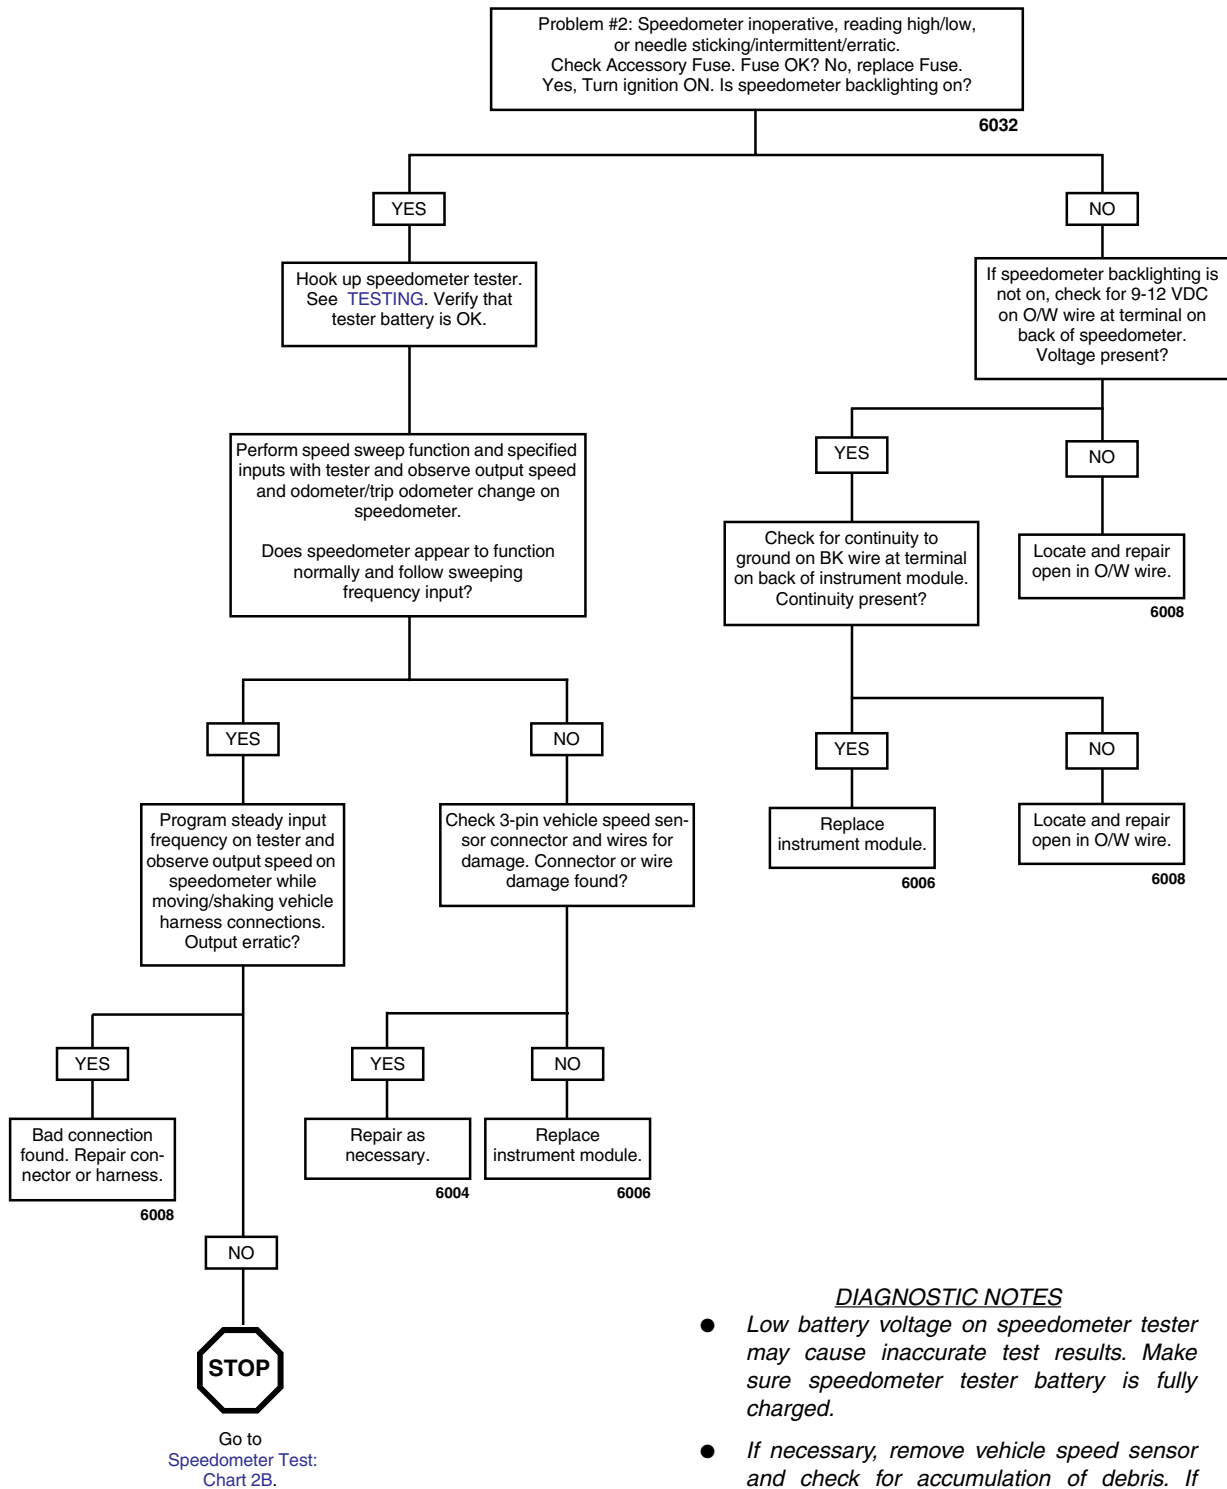 Problem #2: Speedometer inoperative, reading high/low,
or needle sticking/intermittent/erratic.
Check Accessory Fuse. Fuse OK? No, replace Fuse.
Yes, Turn ignition ON. Is speedometer backlighting on?
6032
YES
NO
Hook up speedometer tester.
See TESTING. Verify that
tester battery is OK.
If speedometer backlighting is
not on, check for 9-12 VDC
on O/W wire at terminal on
back of speedometer.
Voltage present?
Perform speed sweep function and specified
inputs with tester and observe output speed
and odometer/trip odometer change on
speedometer.
Does speedometer appear to function
normally and follow sweeping
frequency input?
YES
NO
Check for continuity to
ground on BK wire at terminal
on back of instrument module.
Continuity present?
Locate and repair
open in O/W wire.
6008
YES
NO
YES
NO
Program steady input
frequency on tester and
observe output speed on
speedometer while
moving/shaking vehicle
harness connections.
Output erratic?
Check 3-pin vehicle speed sen-
sor connector and wires for
damage. Connector or wire
damage found?
Replace
instrument module.
6006
Locate and repair
open in O/W wire.
6008
YES
YES
NO
Bad connection
found. Repair con-
nector or harness.
6008
Repair as
necessary.
6004
Replace
instrument module.
6006
NO
STOP
Go to
Speedometer Test:
Chart 2B.
DIAGNOSTIC NOTES
● Low battery voltage on speedometer tester
may cause inaccurate test results. Make
sure speedometer tester battery is fully
charged.
● If necessary, remove vehicle speed sensor
and check for accumulation of debris. If